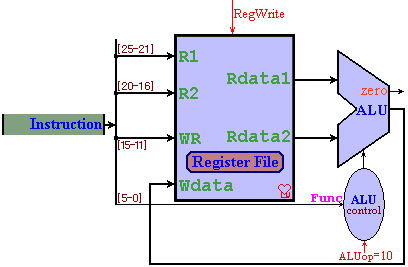 RegWrite
[25-21]
R1
[20-16]
R2
Rdata1
zero
ALU
Instruction
[15-11]
WR
Rdata2
Register File
Wdata
[5-0]
Func
ALU
control
ALUop=10